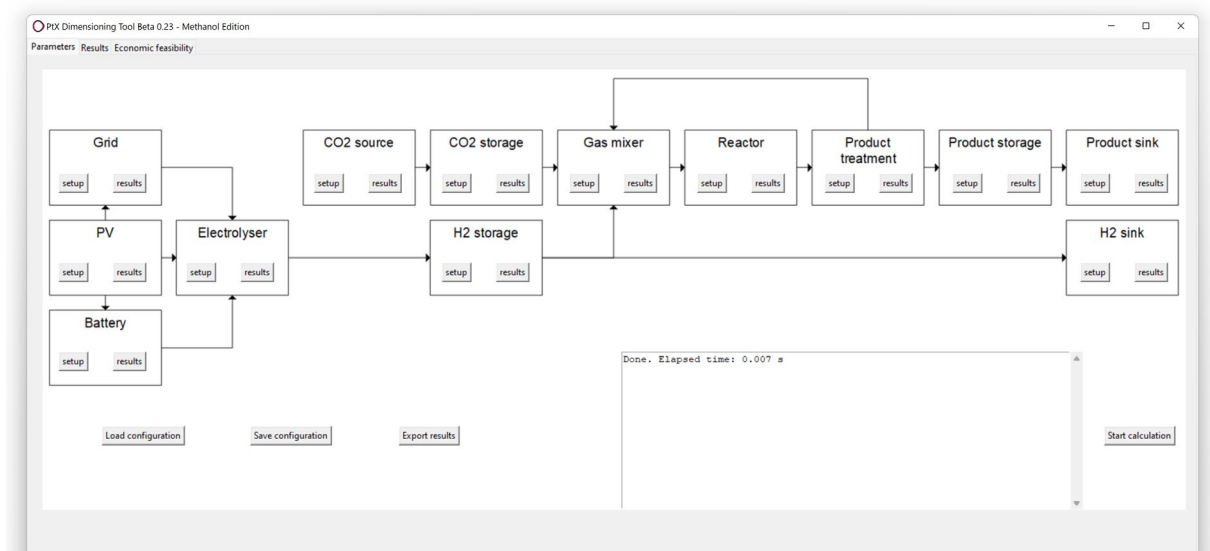 PtX Dimensioning Tool Beta 0.23 - Methanol Edition
Parameters Results Economic feasibility
Grid CO2 source CO2 storage Gas mixer Reactor Product Product storage Product sink
treatment
setup results setup results setup results setup results setup results setup results setup results setup results
PV Electrolyser H2 storage H2 sink
setup results setup results setup results setup results
Battery
setup results
Done. Elapsed time: 0.007 s
Load configuration Save configuration Export results Start calculation